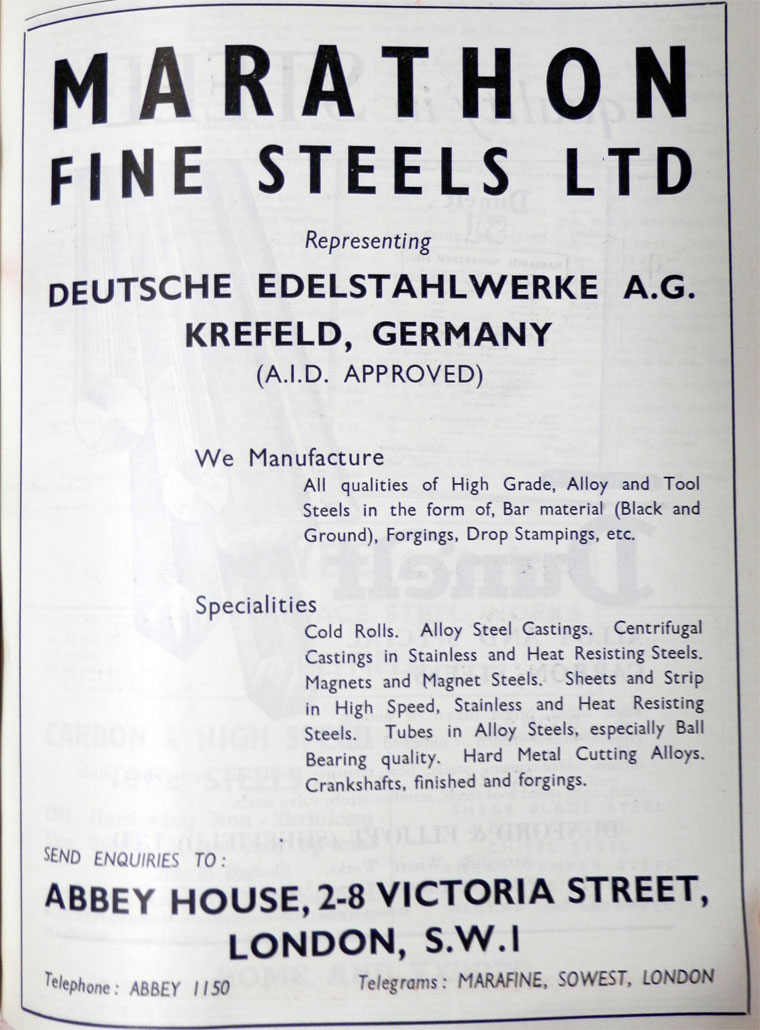 MARATHON
FINE STEELS LTD
Representing
DEUTSCHE EDELSTAHLWERKE A.G.
KREFELD, GERMANY
(A.I.D. APPROVED)
We Manufacture
All qualities of High Grade, Alloy and Tool
Steels in the form of, Bar material (Black and
Ground), Forgings, Drop Stampings, etc.
Specialities
Cold Rolls. Alloy Steel Castings. Centrifugal
Castings in Stainless and Heat Resisting Steels.
Magnets and Magnet Steels. Sheets and Strip
in High Speed, Stainless and Heat Resisting
Steels. Tubes in Alloy Steels, especially Ball
Bearing quality. Hard Metal Cutting Alloys.
Crankshafts, finished and forgings.
SEND ENQUIRIES TO :
ABBEY HOUSE, 2-8 VICTORIA STREET,
LONDON, S.W.1
Telephone : ABBEY 1150 Telegrams : MARAFINE, SOWEST, LONDON